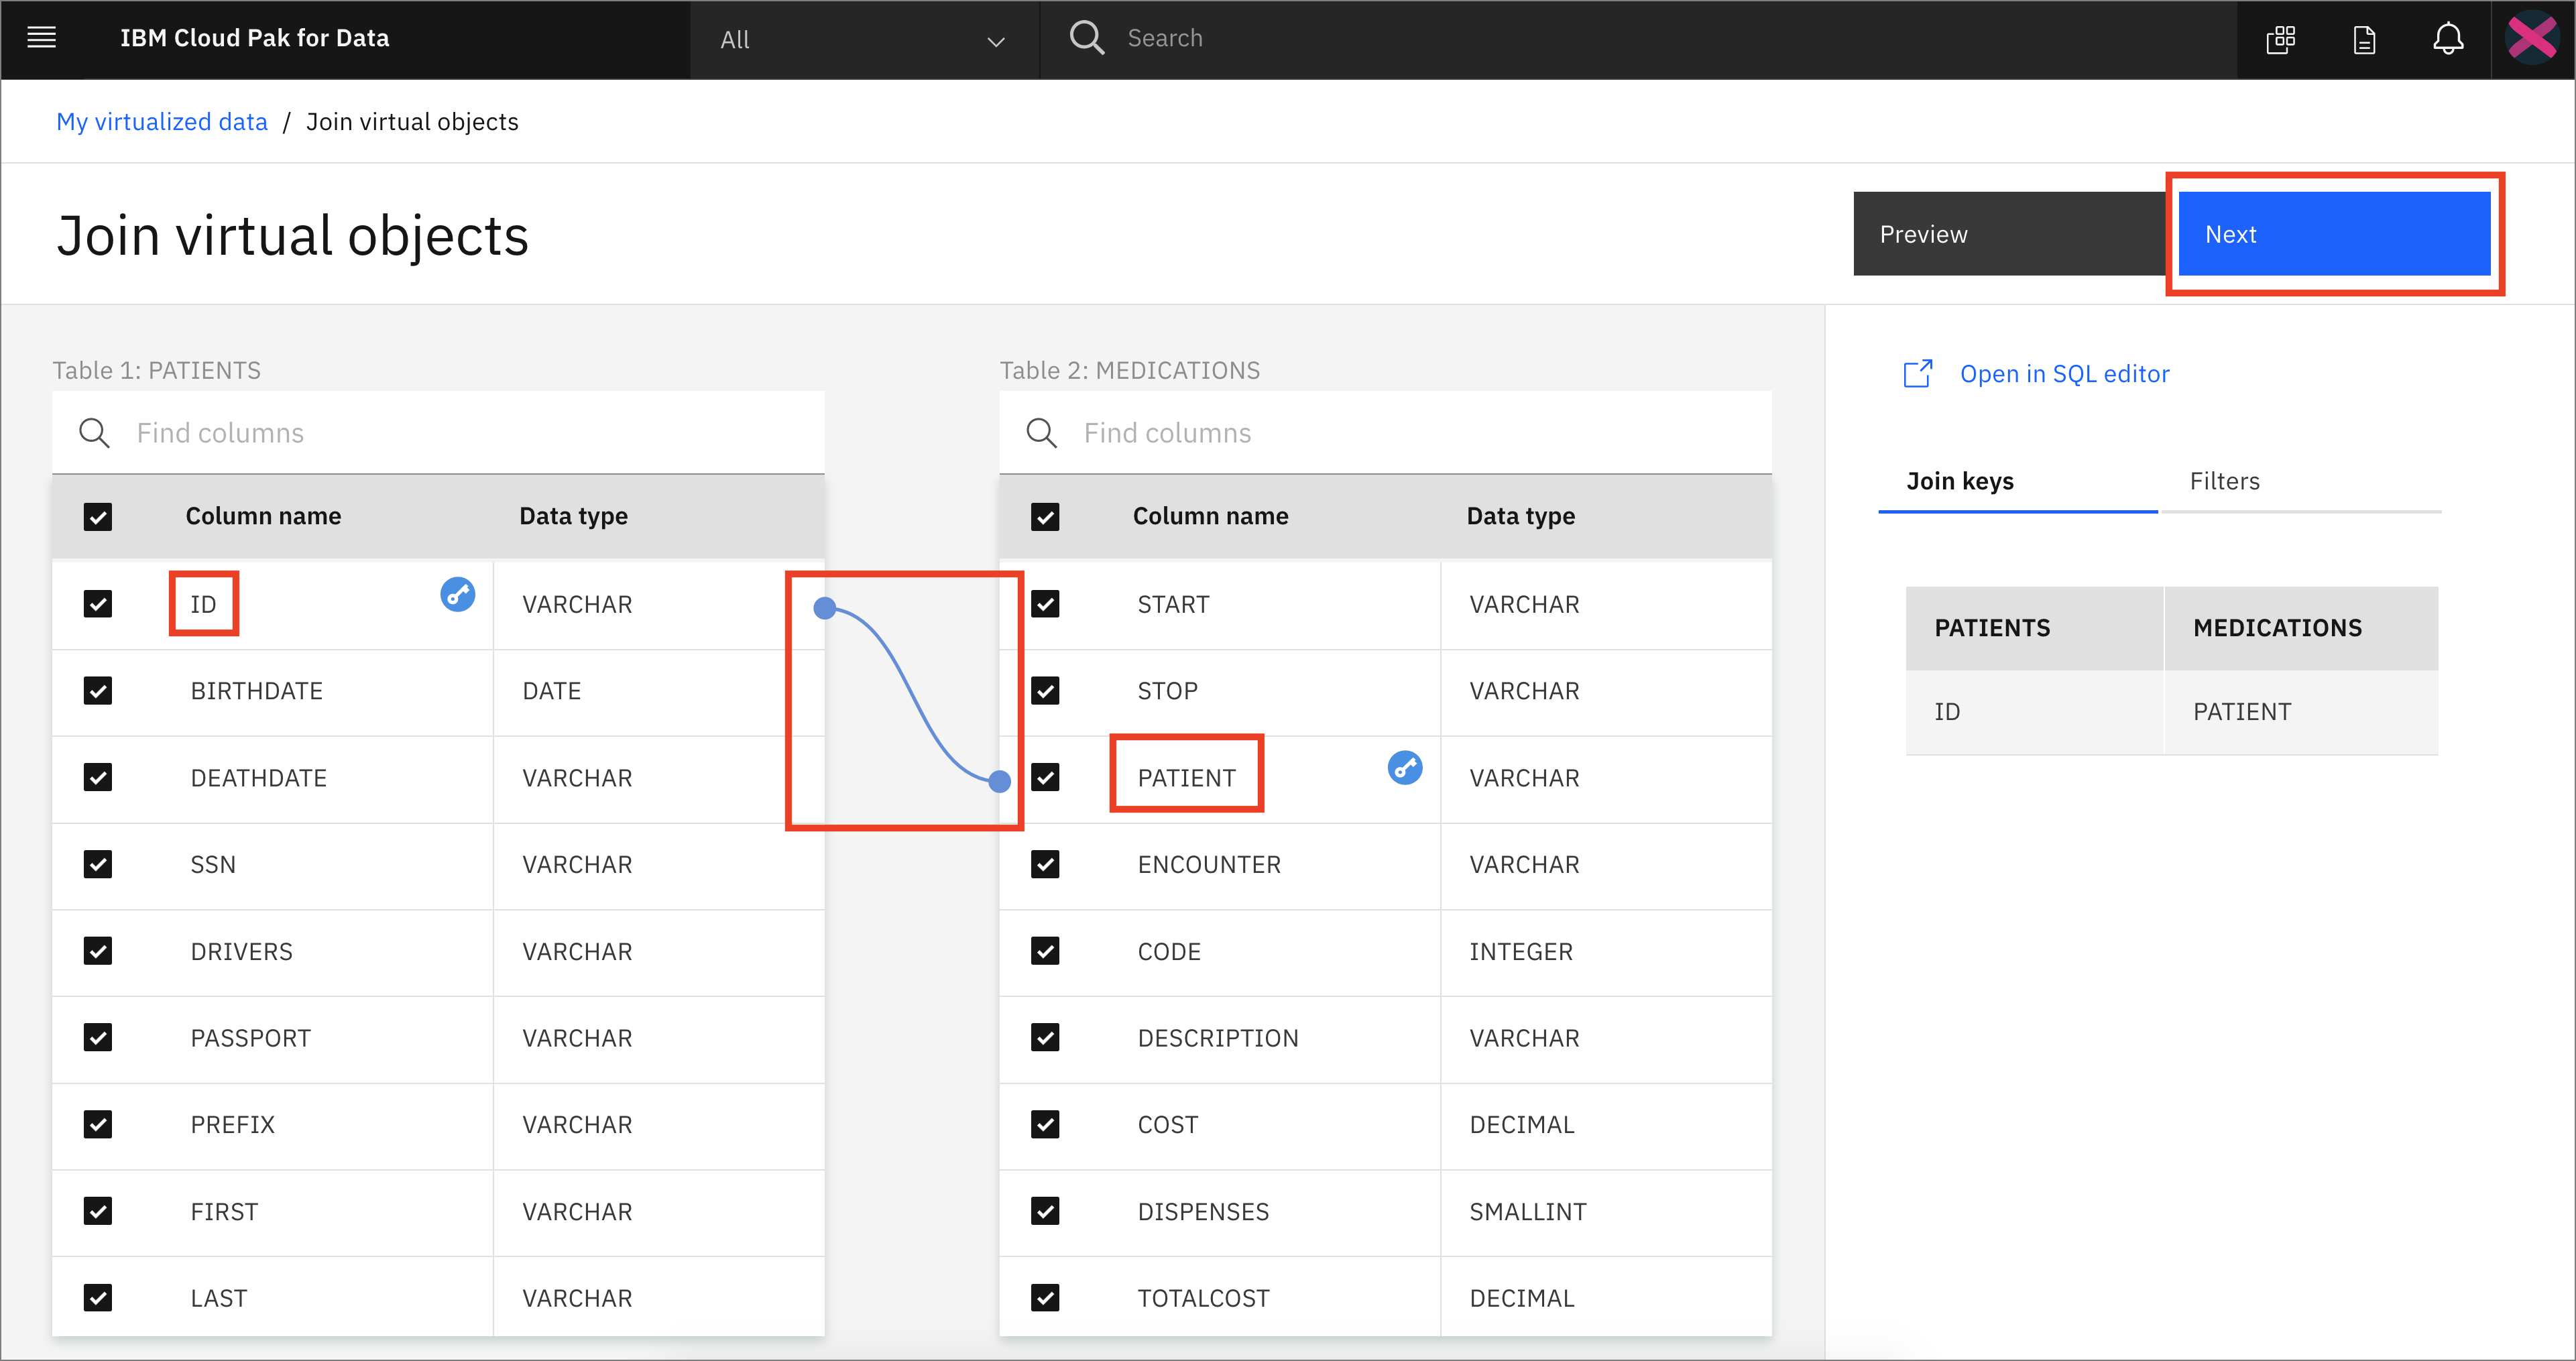 IBM Cloud Pak for Data
All
Search
My virtualized data / Join virtual objects
Join virtual objects
Preview
Next
Table 1: PATIENTS
Find columns
Column name Data type
ID VARCHAR
BIRTHDATE DATE
DEATHDATE VARCHAR
SSN VARCHAR
DRIVERS VARCHAR
PASSPORT VARCHAR
PREFIX VARCHAR
FIRST VARCHAR
LAST VARCHAR
Table 2: MEDICATIONS
Find columns
Column name Data type
START VARCHAR
STOP VARCHAR
PATIENT VARCHAR
ENCOUNTER VARCHAR
CODE INTEGER
DESCRIPTION VARCHAR
COST DECIMAL
DISPENSES SMALLINT
TOTALCOST DECIMAL
Open in SQL editor
Join keys Filters
PATIENTS MEDICATIONS
ID PATIENT